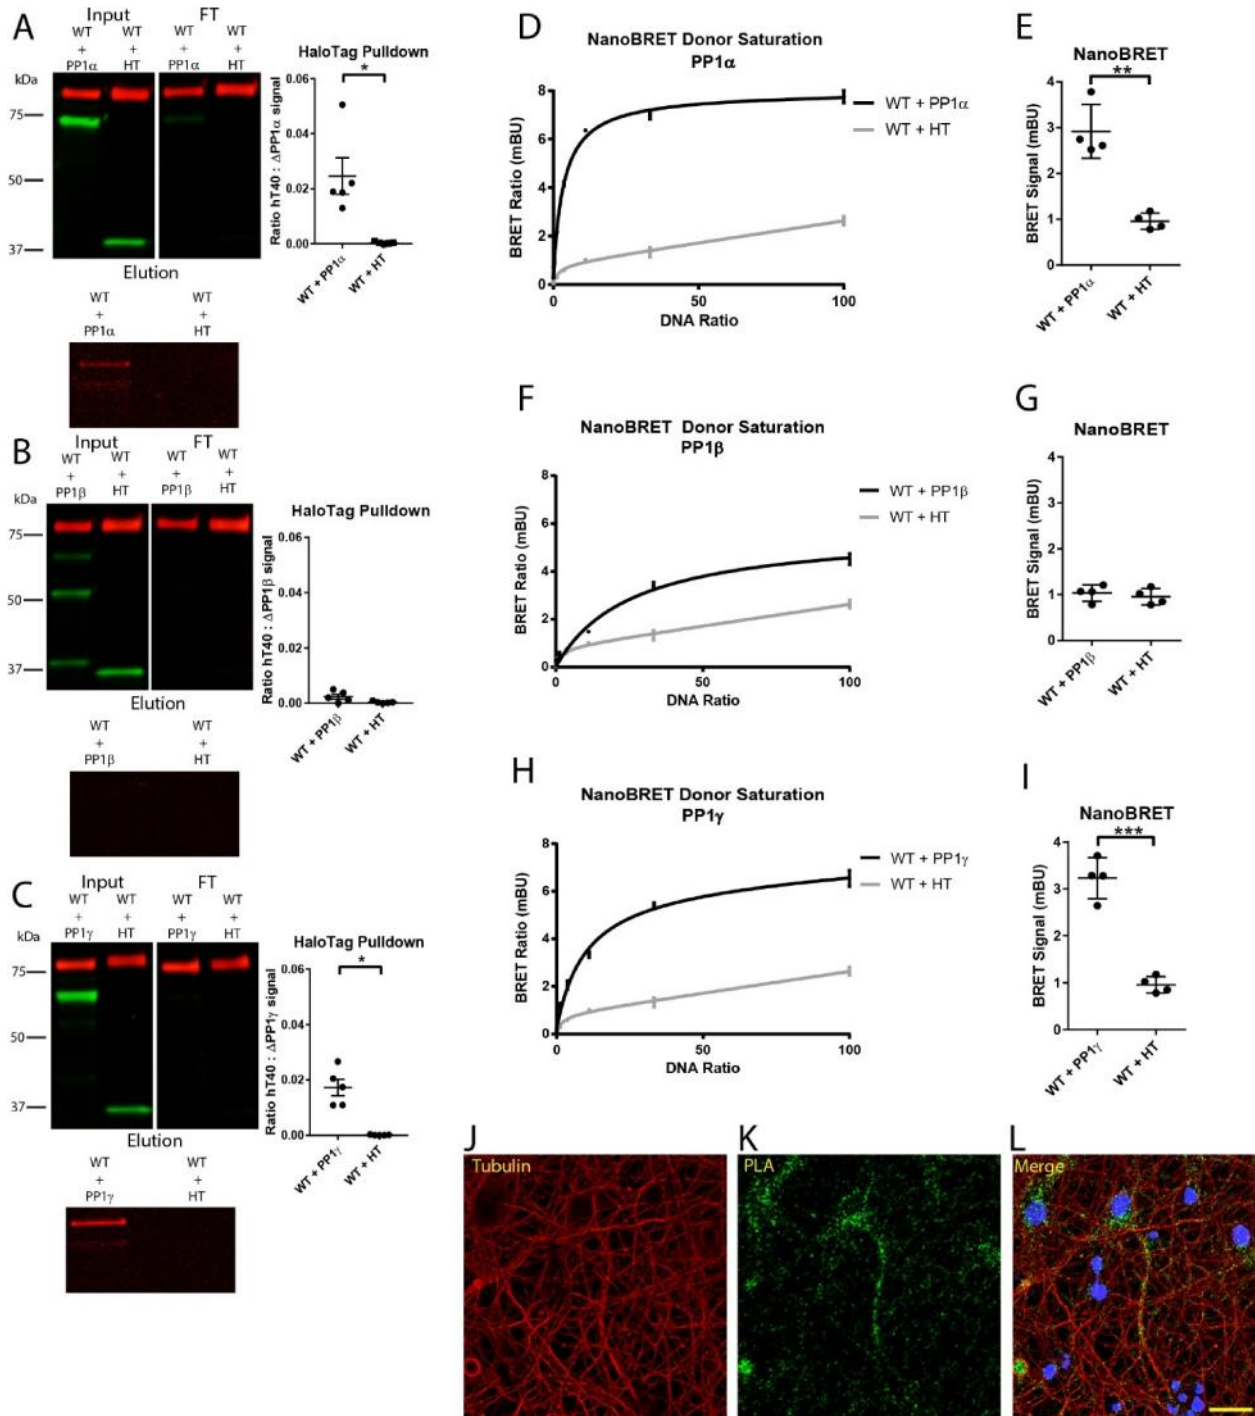 A
Input
FT
WT
+
PP1α
WT
+
HT
WT
+
PP1α
WT
+
HT
kDa
75
50
37
HaloTag Pulldown
*
Ratio hT40 : ΔPP1α signal
0.06
0.04
0.02
0.00
WT + PP1α
WT + HT
Elution
WT
+
PP1α
WT
+
HT
B
Input
FT
WT
+
PP1β
WT
+
HT
WT
+
PP1β
WT
+
HT
kDa
75
50
37
HaloTag Pulldown
Ratio hT40 : ΔPP1β signal
0.06
0.04
0.02
0.00
WT + PP1β
WT + HT
Elution
WT
+
PP1β
WT
+
HT
C
Input
FT
WT
+
PP1γ
WT
+
HT
WT
+
PP1γ
WT
+
HT
kDa
75
50
37
HaloTag Pulldown
*
Ratio hT40 : ΔPP1γ signal
0.06
0.04
0.02
0.00
WT + PP1γ
WT + HT
Elution
WT
+
PP1γ
WT
+
HT
D
NanoBRET Donor Saturation
PP1α
BRET Ratio (mBU)
8
6
4
2
0
0
50
100
DNA Ratio
WT + PP1α
WT + HT
E
NanoBRET
**
BRET Signal (mBU)
4
3
2
1
0
WT + PP1α
WT + HT
F
NanoBRET Donor Saturation
PP1β
BRET Ratio (mBU)
8
6
4
2
0
0
50
100
DNA Ratio
WT + PP1β
WT + HT
G
NanoBRET
BRET Signal (mBU)
4
3
2
1
0
WT + PP1β
WT + HT
H
NanoBRET Donor Saturation
PP1γ
BRET Ratio (mBU)
8
6
4
2
0
0
50
100
DNA Ratio
WT + PP1γ
WT + HT
I
NanoBRET
***
BRET Signal (mBU)
4
3
2
1
0
WT + PP1γ
WT + HT
J
Tubulin
K
PLA
L
Merge